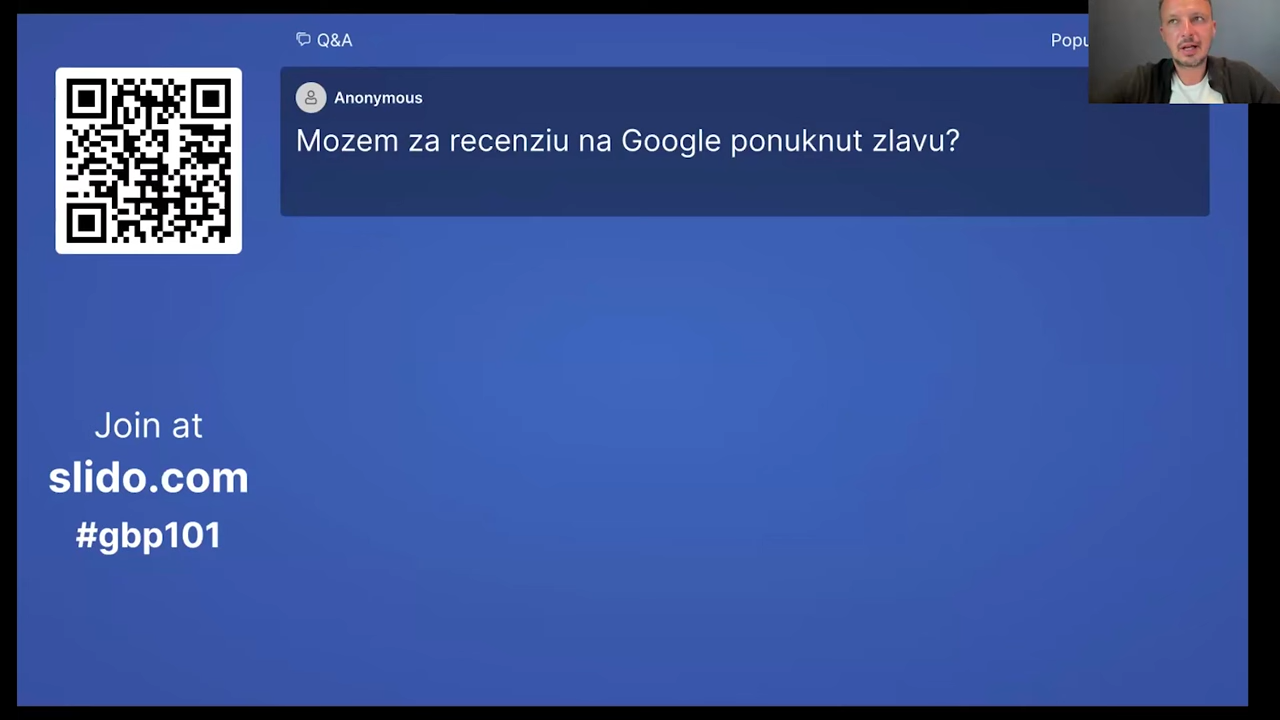 Q&A
Popu
Anonymous
Mozem za recenziu na Google ponuknut zlavu?
Join at
slido.com
#gbp101